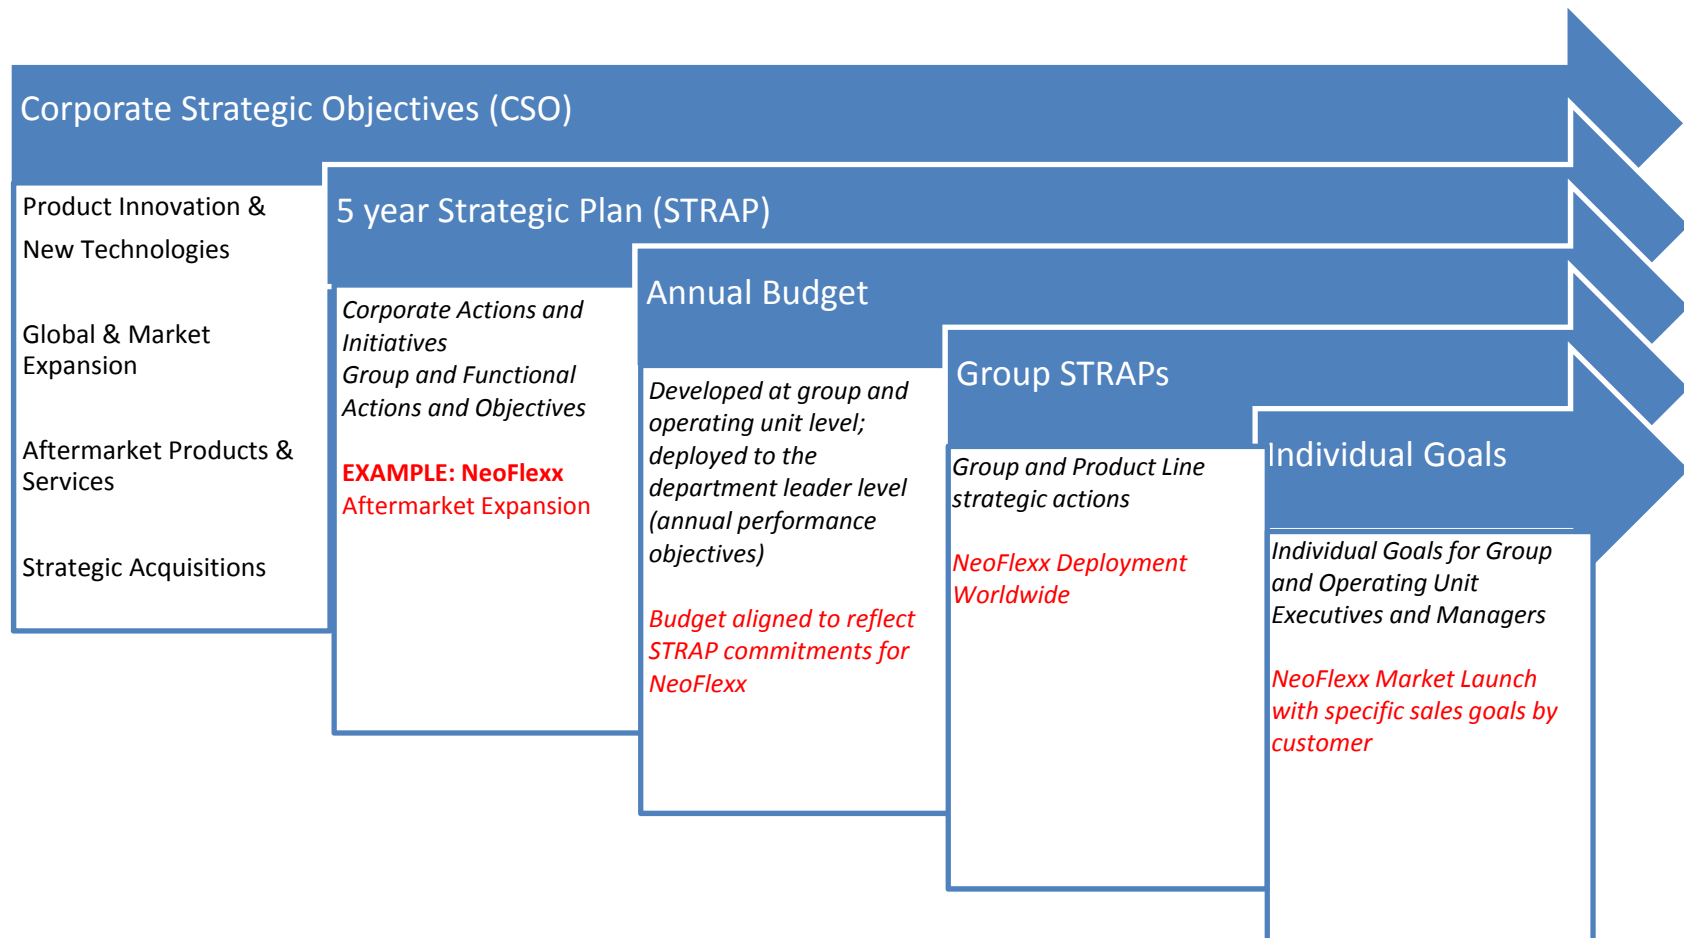 Corporate Strategic Objectives (CSO)
Product Innovation &
New Technologies
Global & Market
Expansion
Aftermarket Products &
Services
Strategic Acquisitions
5 year Strategic Plan (STRAP)
Corporate Actions and
Initiatives
Group and Functional
Actions and Objectives
EXAMPLE: NeoFlexx
Aftermarket Expansion
Annual Budget
Developed at group and
operating unit level;
deployed to the
department leader level
(annual performance
objectives)
Budget aligned to reflect
STRAP commitments for
NeoFlexx
Group STRAPs
Group and Product Line
strategic actions
NeoFlexx Deployment
Worldwide
Individual Goals
Individual Goals for Group
and Operating Unit
Executives and Managers
NeoFlexx Market Launch
with specific sales goals by
customer